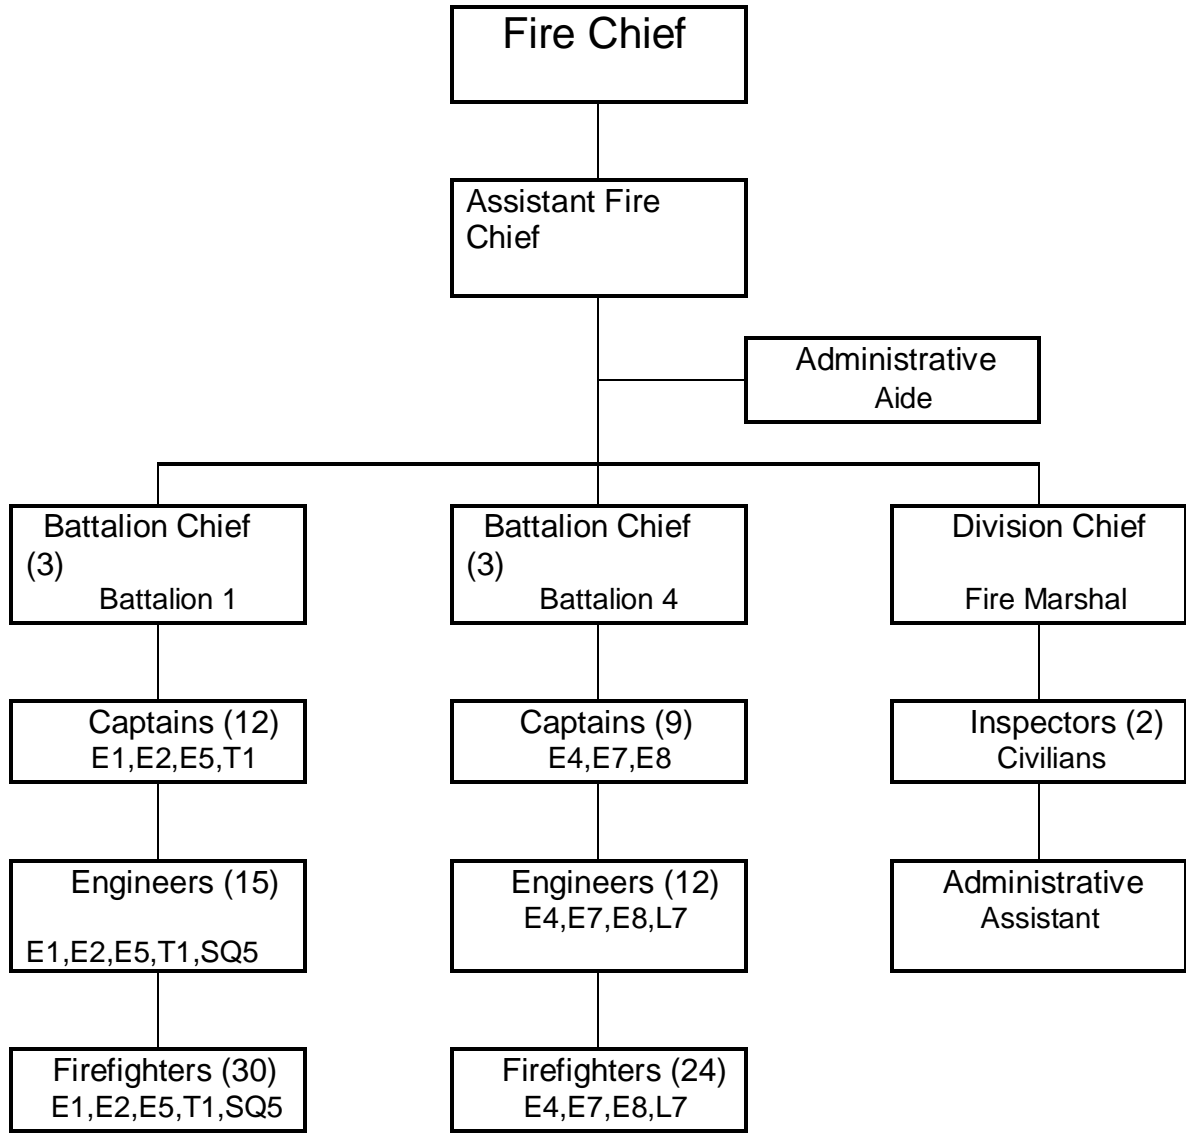 Fire Chief
Assistant Fire
Chief
Administrative
Aide
Battalion Chief
(3)
Battalion 1
Battalion Chief
(3)
Battalion 4
Division Chief
Fire Marshal
Captains (12)
E1,E2,E5,T1
Captains (9)
E4,E7,E8
Inspectors (2)
Civilians
Engineers (15)
E1,E2,E5,T1,SQ5
Engineers (12)
E4,E7,E8,L7
Administrative
Assistant
Firefighters (30)
E1,E2,E5,T1,SQ5
Firefighters (24)
E4,E7,E8,L7